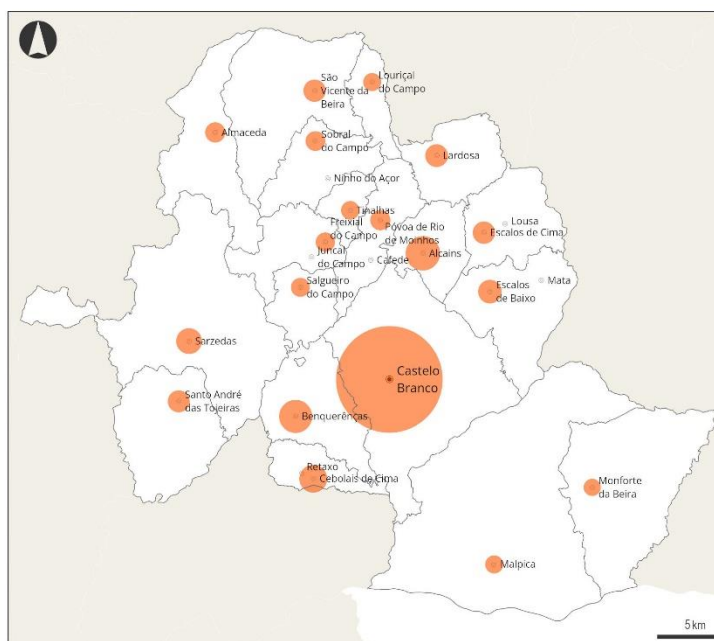 São
Vicente da
Beira
Louriçal
do Campo
Almaceda
Sobral
do Campo
Lardosa
Ninho do Açor
Tinalhas
Freixial
do Campo
Póvoa de Rio
de Moinhos
Lousa
Escalos de Cima
Juncal
do Campo
Cafede
Alcains
Salgueiro
do Campo
Escalos
de Baixo
Mata
Sarzedas
Castelo
Branco
Santo André
das Tojeiras
Benquerênças
Retaxo
Cebolais de Cima
Monforte
da Beira
Malpica
5 km